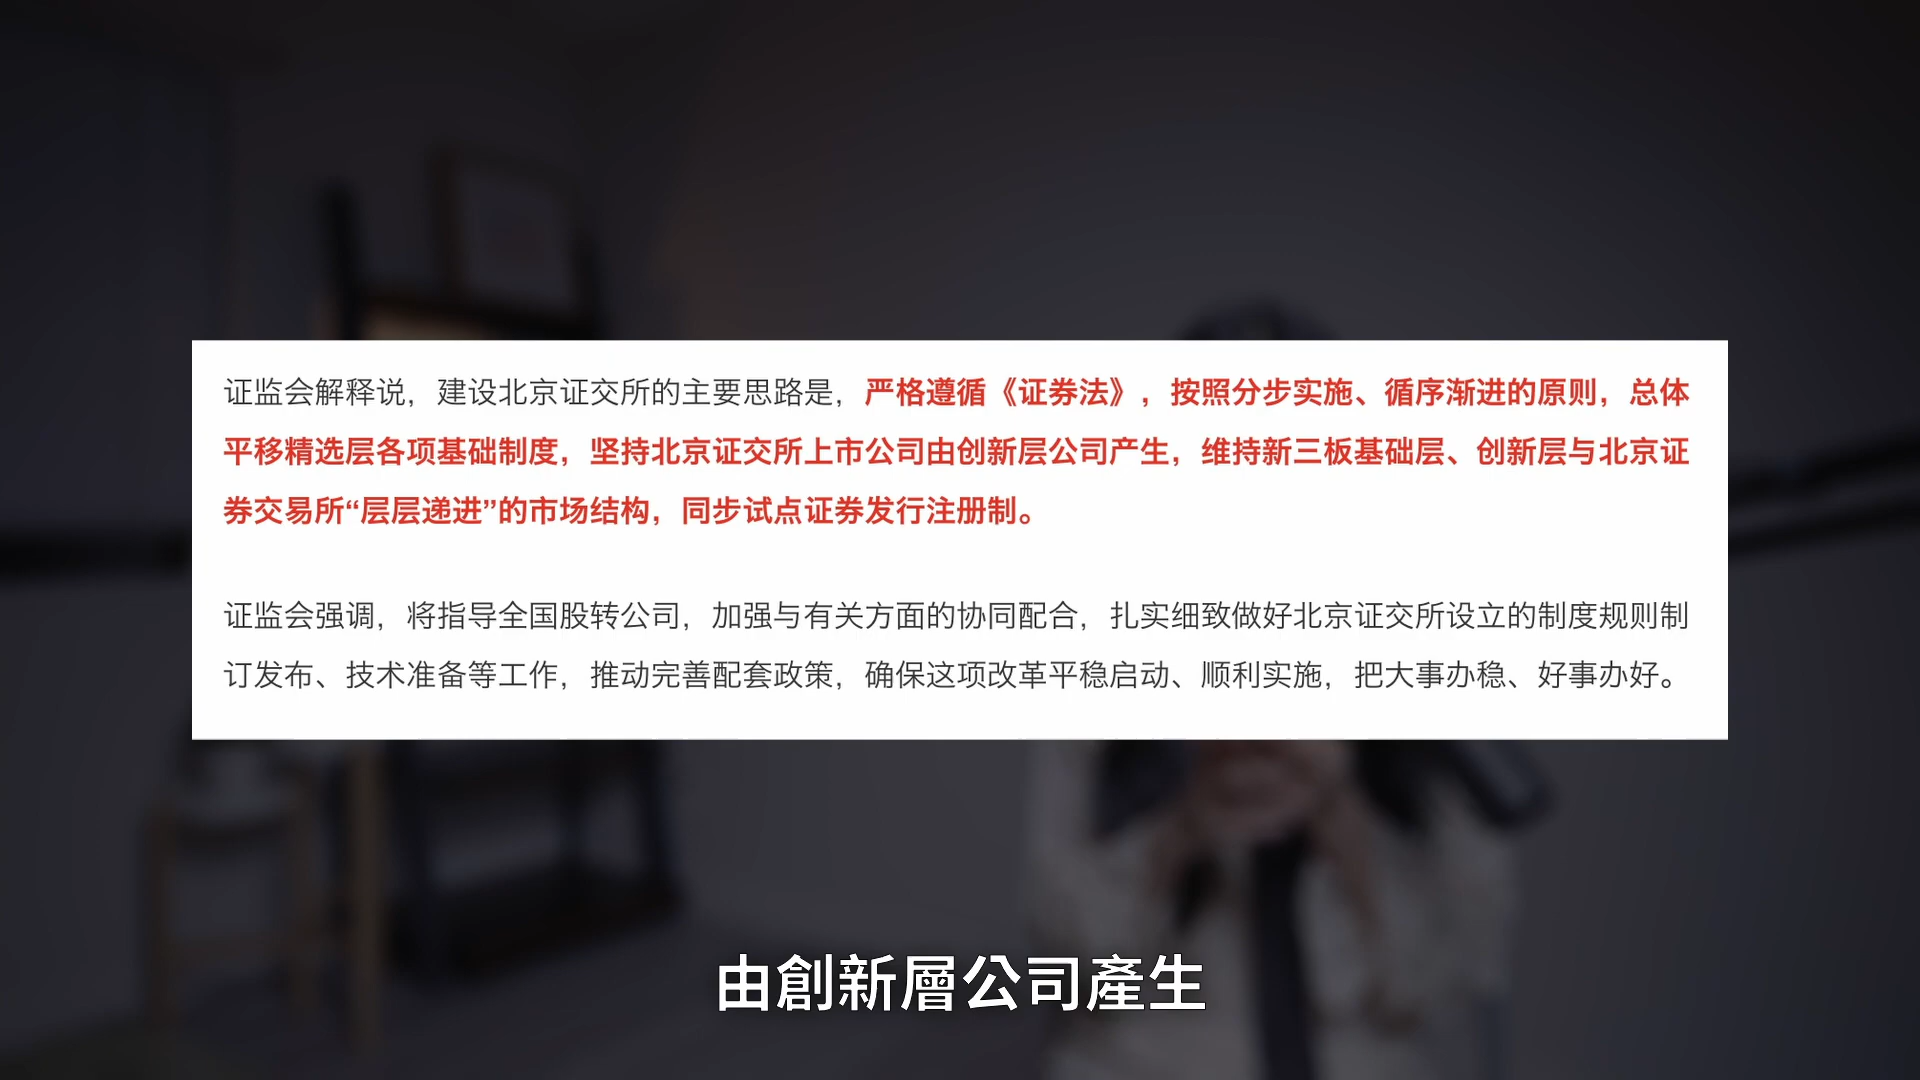 证监会解释说，建设北京证交所的主要思路是，严格遵循《证券法》，按照分步实施、循序渐进的原则，总体
平移精选层各项基础制度，坚持北京证交所上市公司由创新层公司产生，维持新三板基础层、创新层与北京证
券交易所“层层递进”的市场结构，同步试点证券发行注册制。
证监会强调，将指导全国股转公司，加强与有关方面的协同配合，扎实细致做好北京证交所设立的制度规则制
订发布、技术准备等工作，推动完善配套政策，确保这项改革平稳启动、顺利实施，把大事办稳、好事办好。
由創新層公司產生